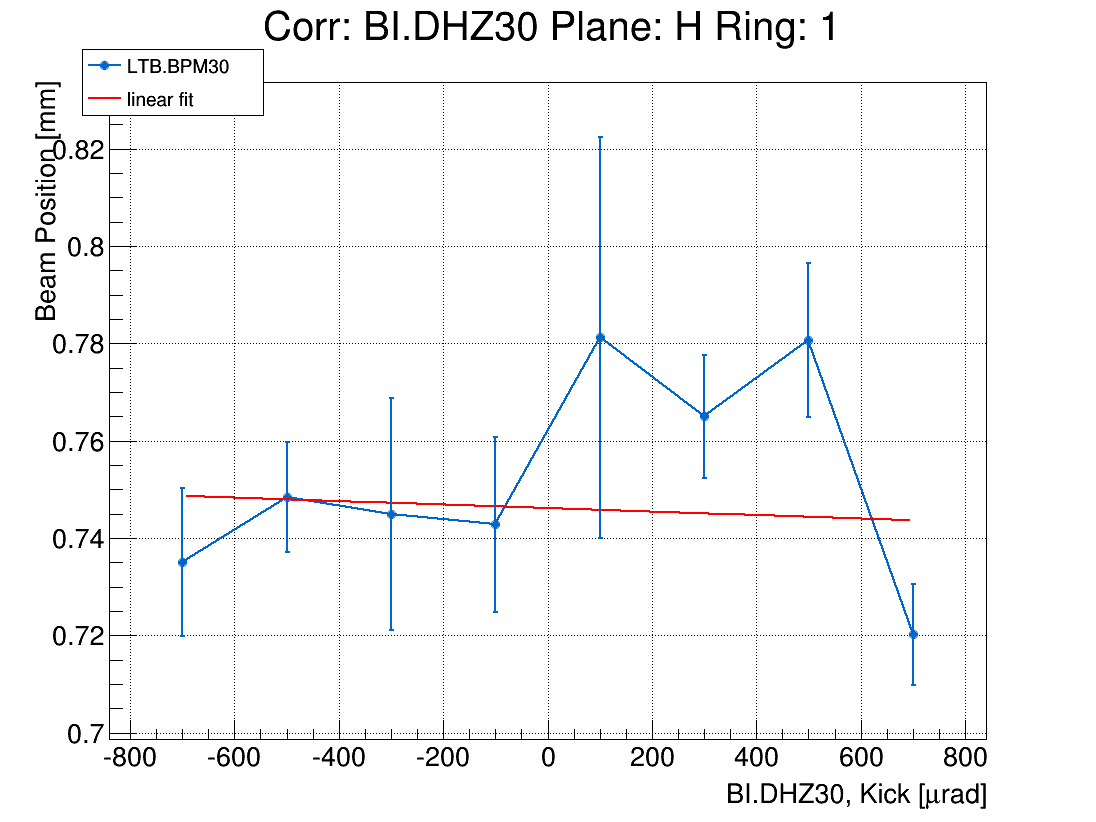 Corr: BI.DHZ30 Plane: H Ring: 1
LTB.BPM30
linear fit
Beam Position [mm]
0.82
0.8
0.78
0.76
0.74
0.72
0.7
-800 -600 -400 -200 0 200 400 600 800
BI.DHZ30, Kick [μrad]